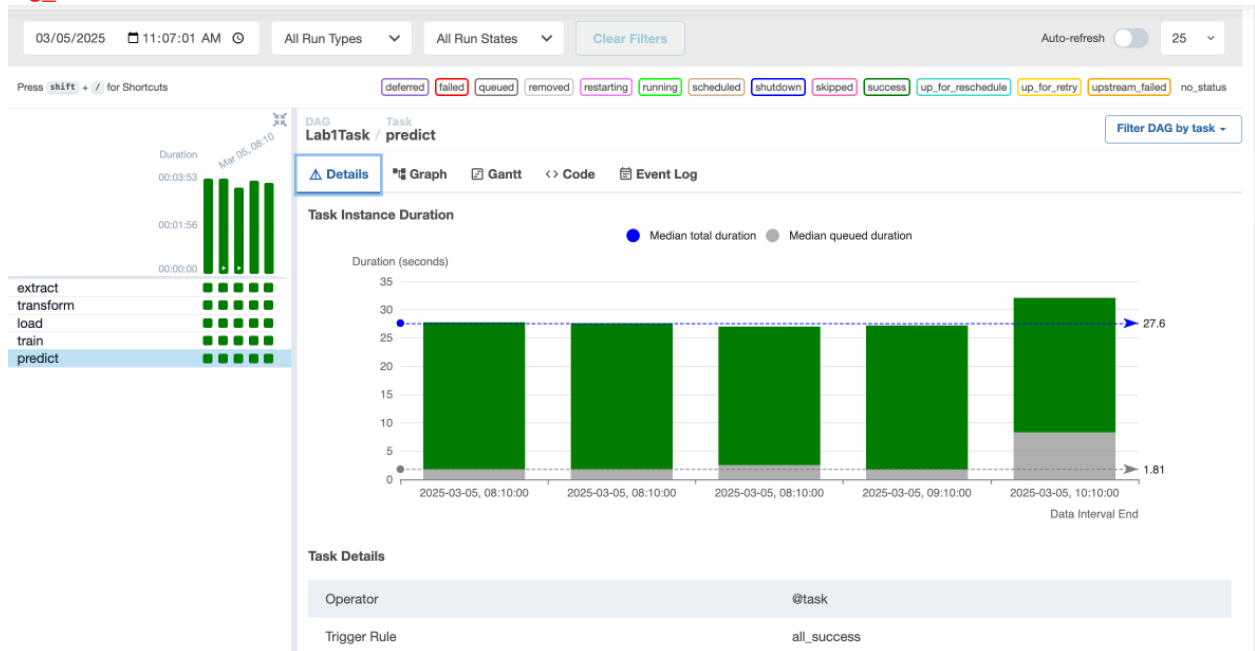 03/05/2025 11:07:01 AM All Run Types All Run States Clear Filters Auto-refresh 25
Press shift + / for Shortcuts deferred failed queued removed restarting running scheduled shutdown skipped success up_for_reschedule up_for_retry upstream_failed no_status
DAG Task
Lab1Task / predict
Filter DAG by task
Duration
Mar 05, 08:10
00:03:53
00:01:56
00:00:00
extract
transform
load
train
predict
Details Graph Gantt <> Code Event Log
Task Instance Duration
Median total duration Median queued duration
Duration (seconds)
35
30
27.6
25
20
15
10
5
1.81
0
2025-03-05, 08:10:00 2025-03-05, 08:10:00 2025-03-05, 08:10:00 2025-03-05, 09:10:00 2025-03-05, 10:10:00
Data Interval End
Task Details
Operator @task
Trigger Rule all_success